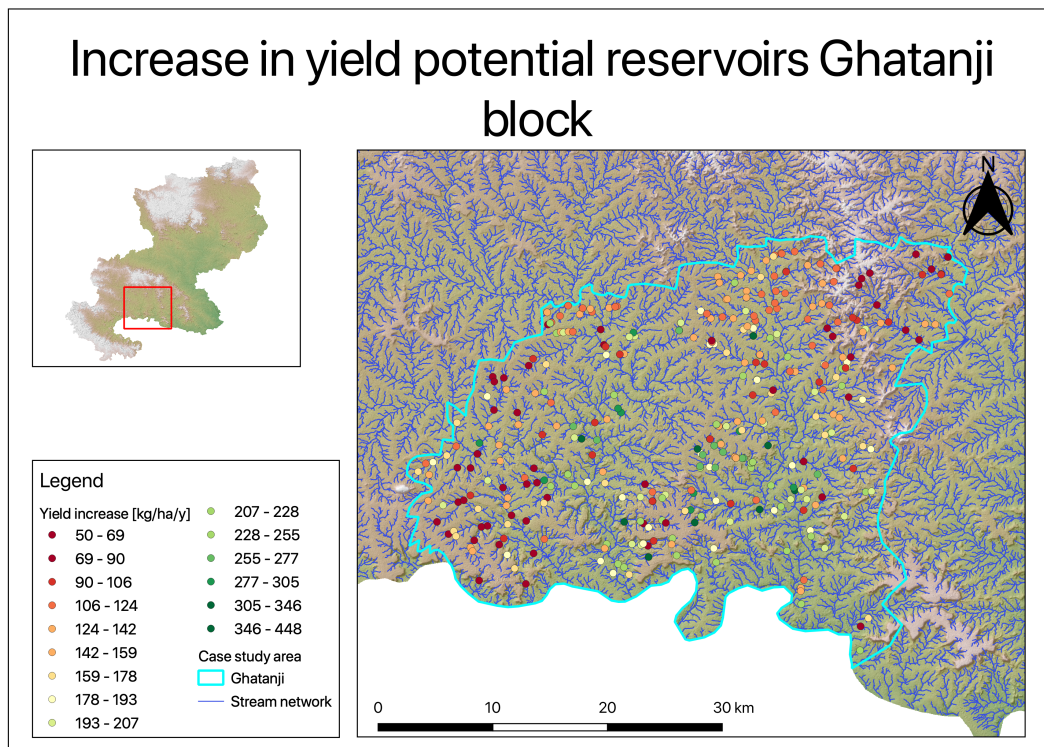 Increase in yield potential reservoirs Ghatanji
block
N
Legend
Yield increase [kg/ha/y]
50 - 69
69 - 90
90 - 106
106 - 124
124 - 142
142 - 159
159 - 178
178 - 193
193 - 207
207 - 228
228 - 255
255 - 277
277 - 305
305 - 346
346 - 448
Case study area
Ghatanji
Stream network
0 10 20 30 km